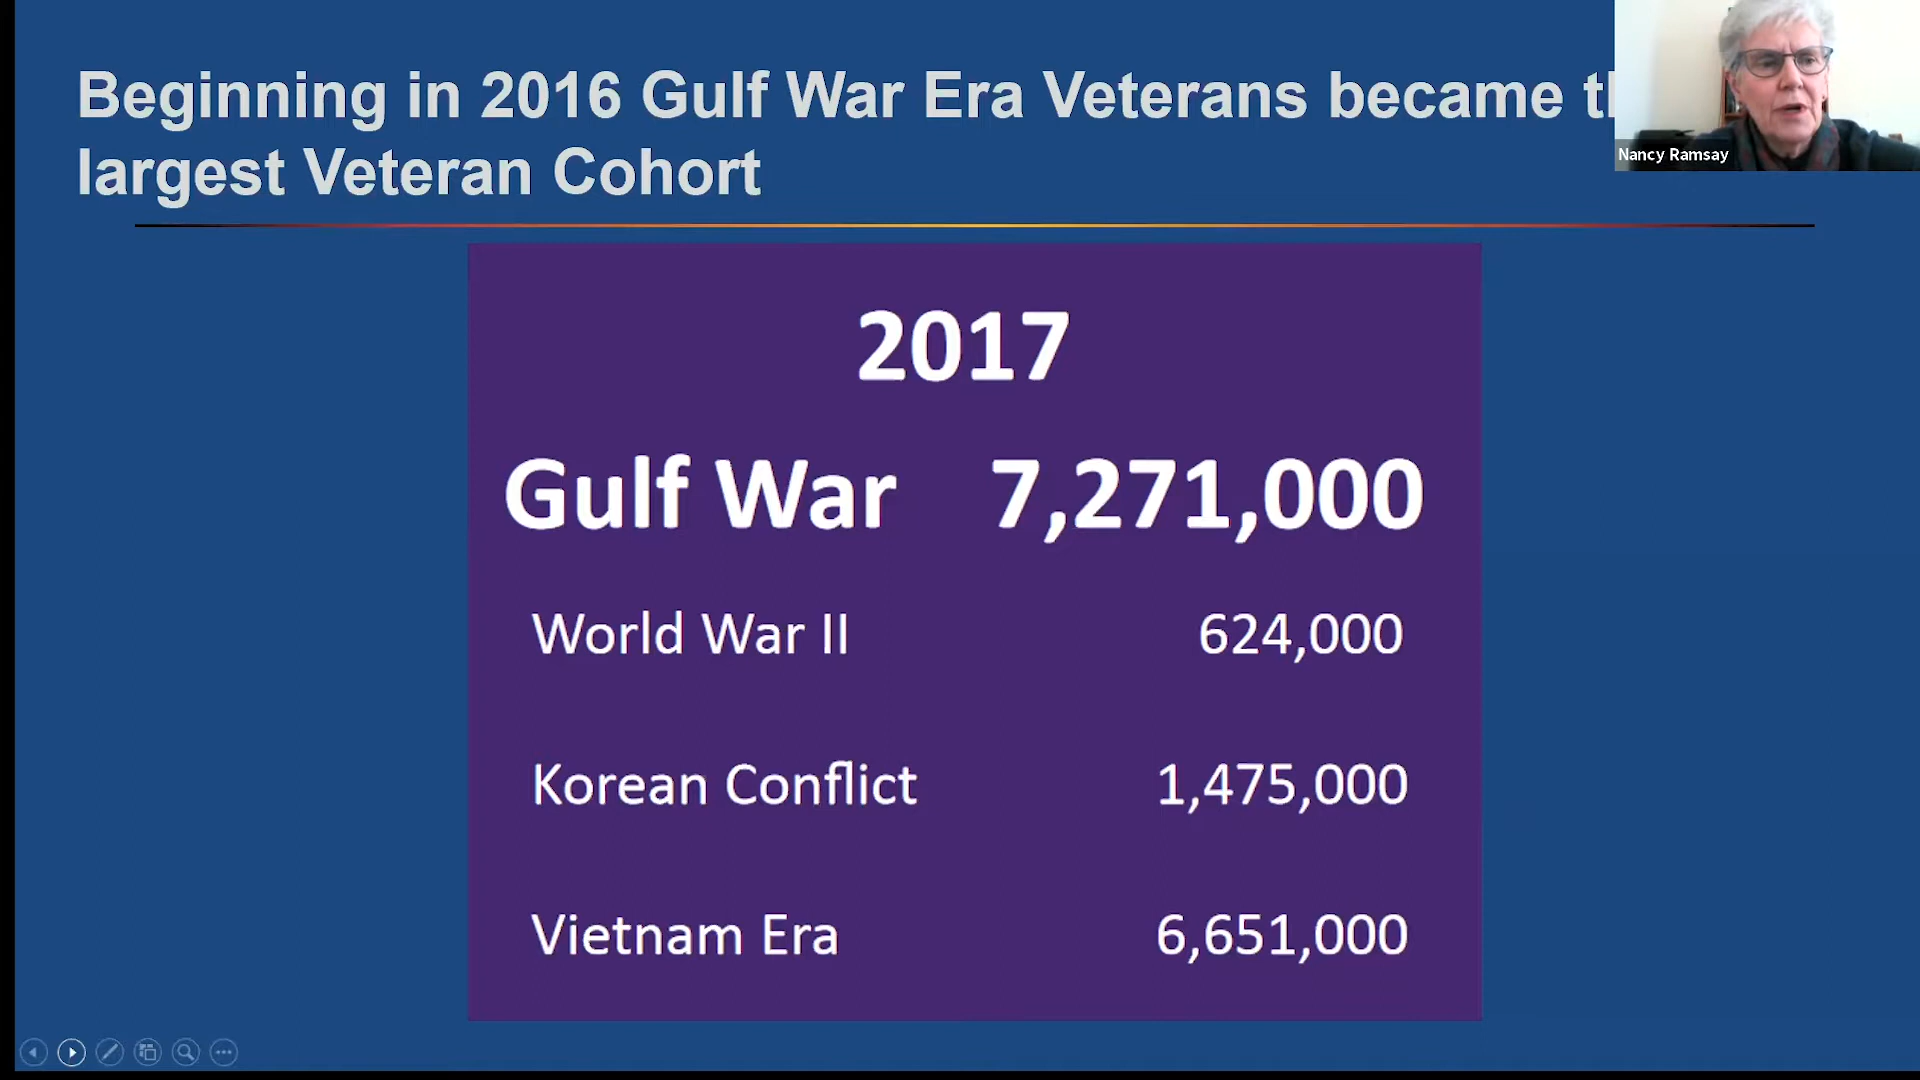 Beginning in 2016 Gulf War Era Veterans became
largest Veteran Cohort
Nancy Ramsay
2017
Gulf War 7,271,000
World War II 624,000
Korean Conflict 1,475,000
Vietnam Era 6,651,000